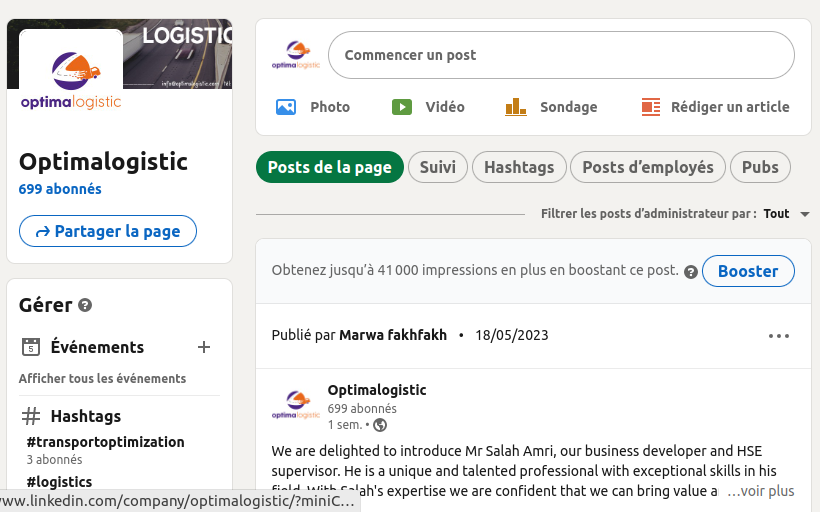 LOGISTIC
info@optimalogistic.com
optimalogistic
Optimalogistic
699 abonnés
Partager la page
Gérer ?
Événements +
5
Afficher tous les événements
# Hashtags
#transportoptimization
3 abonnés
#logistics
www.linkedin.com/company/optimalogistic/?miniC...
optimalogistic
Commencer un post
Photo
Vidéo
Sondage
Rédiger un article
Posts de la page
Suivi
Hashtags
Posts d’employés
Pubs
Filtrer les posts d’administrateur par : Tout
Obtenez jusqu’à 41 000 impressions en plus en boostant ce post. ?
Booster
Publié par Marwa fakhfakh • 18/05/2023
optimalogistic
Optimalogistic
699 abonnés
1 sem. •
We are delighted to introduce Mr Salah Amri, our business developer and HSE
supervisor. He is a unique and talented professional with exceptional skills in his
field. With Salah's expertise we are confident that we can bring value a …voir plus